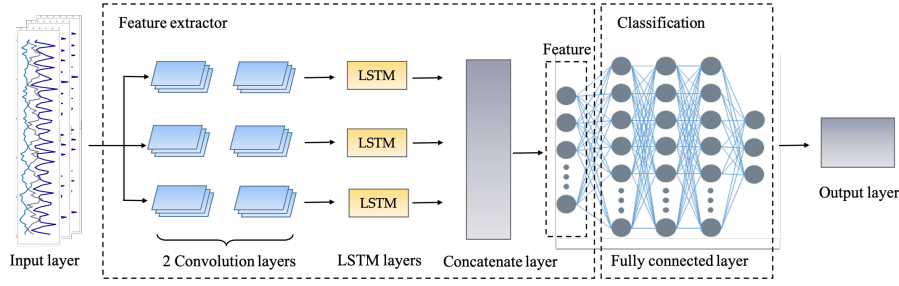 Feature extractor
Classification
Feature
LSTM
LSTM
LSTM
Input layer
2 Convolution layers
LSTM layers
Concatenate layer
Fully connected layer
Output layer